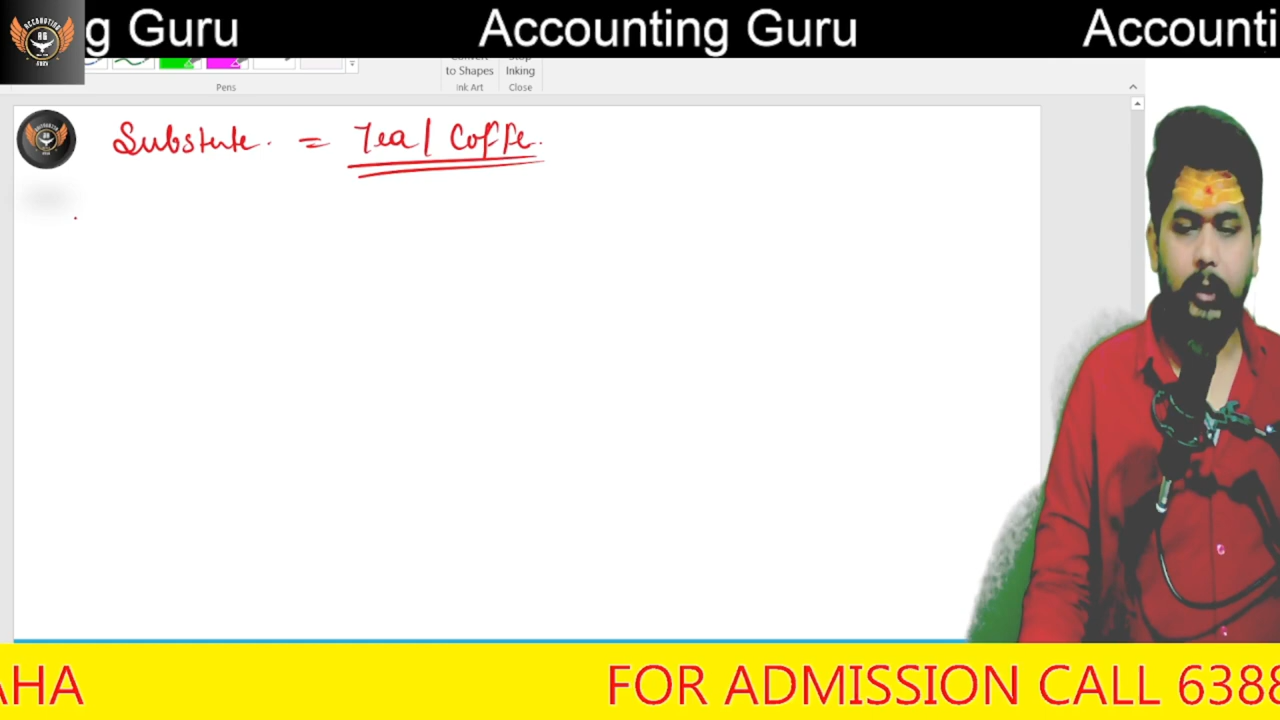 g Guru Accounting Guru Accounti
to Shapes Inking
Pens Ink Art Close
Substute. = Tea/ Coffe.
AHA FOR ADMISSION CALL 6388